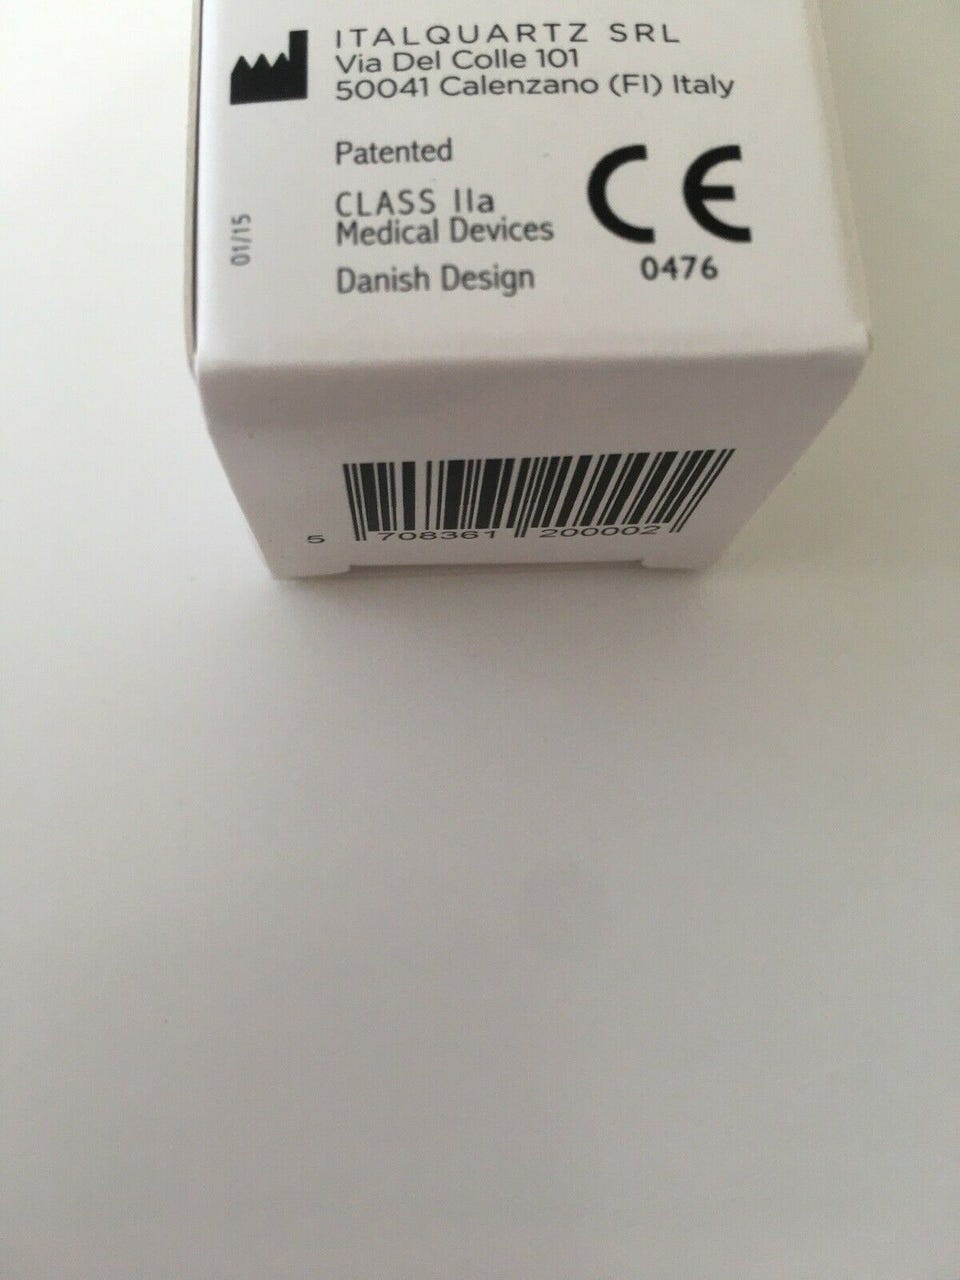 ITALQUARTZ SRL
Via Del Colle 101
50041 Calenzano (FI) Italy
Patented
CLASS IIa
Medical Devices
Danish Design
CE
0476
01/15
5 708361 200002